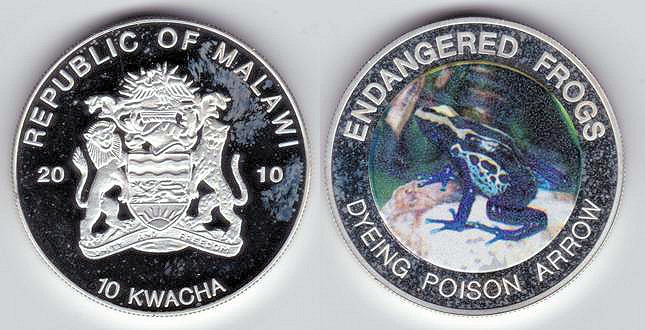 REPUBLIC OF MALAWI
20 10
10 KWACHA
ENDANGERED FROGS
DYEING POISON ARROW